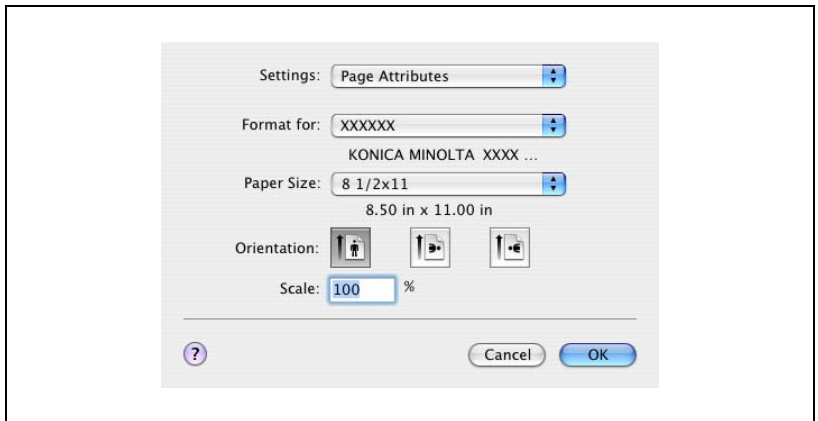 Settings: Page Attributes
Format for: XXXXXX
KONICA MINOLTA XXXX ...
Paper Size: 8 1/2x11
8.50 in x 11.00 in
Orientation:
Scale: 100 %
? Cancel OK